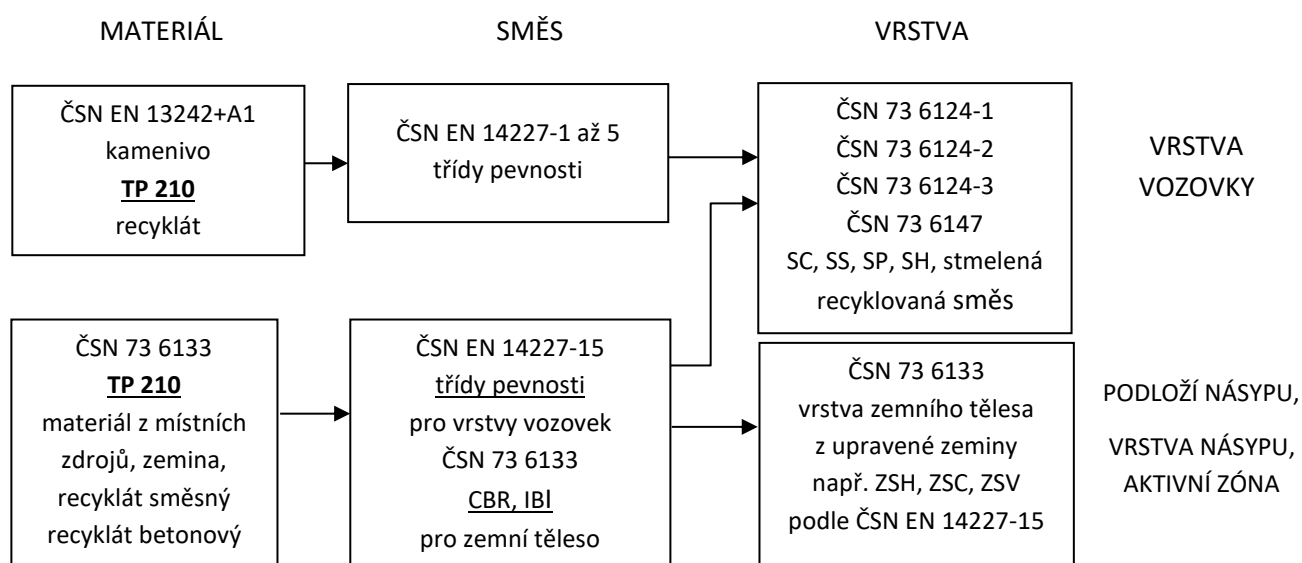 MATERIÁL
SMĚS
VRSTVA
ČSN EN 13242+A1
kamenivo
TP 210
recyklát
ČSN EN 14227-1 až 5
třídy pevnosti
ČSN 73 6124-1
ČSN 73 6124-2
ČSN 73 6124-3
ČSN 73 6147
SC, SS, SP, SH, stmelená
recyklovaná směs
VRSTVA
VOZOVKY
ČSN 73 6133
TP 210
materiál z místních
zdrojů, zemina,
recyklát směsný
recyklát betonový
ČSN EN 14227-15
třídy pevnosti
pro vrstvy vozovek
ČSN 73 6133
CBR, IBI
pro zemní těleso
ČSN 73 6133
vrstva zemního tělesa
z upravené zeminy
např. ZSH, ZSC, ZSV
podle ČSN EN 14227-15
PODLOŽÍ NÁSYPU,
VRSTVA NÁSYPU,
AKTIVNÍ ZÓNA